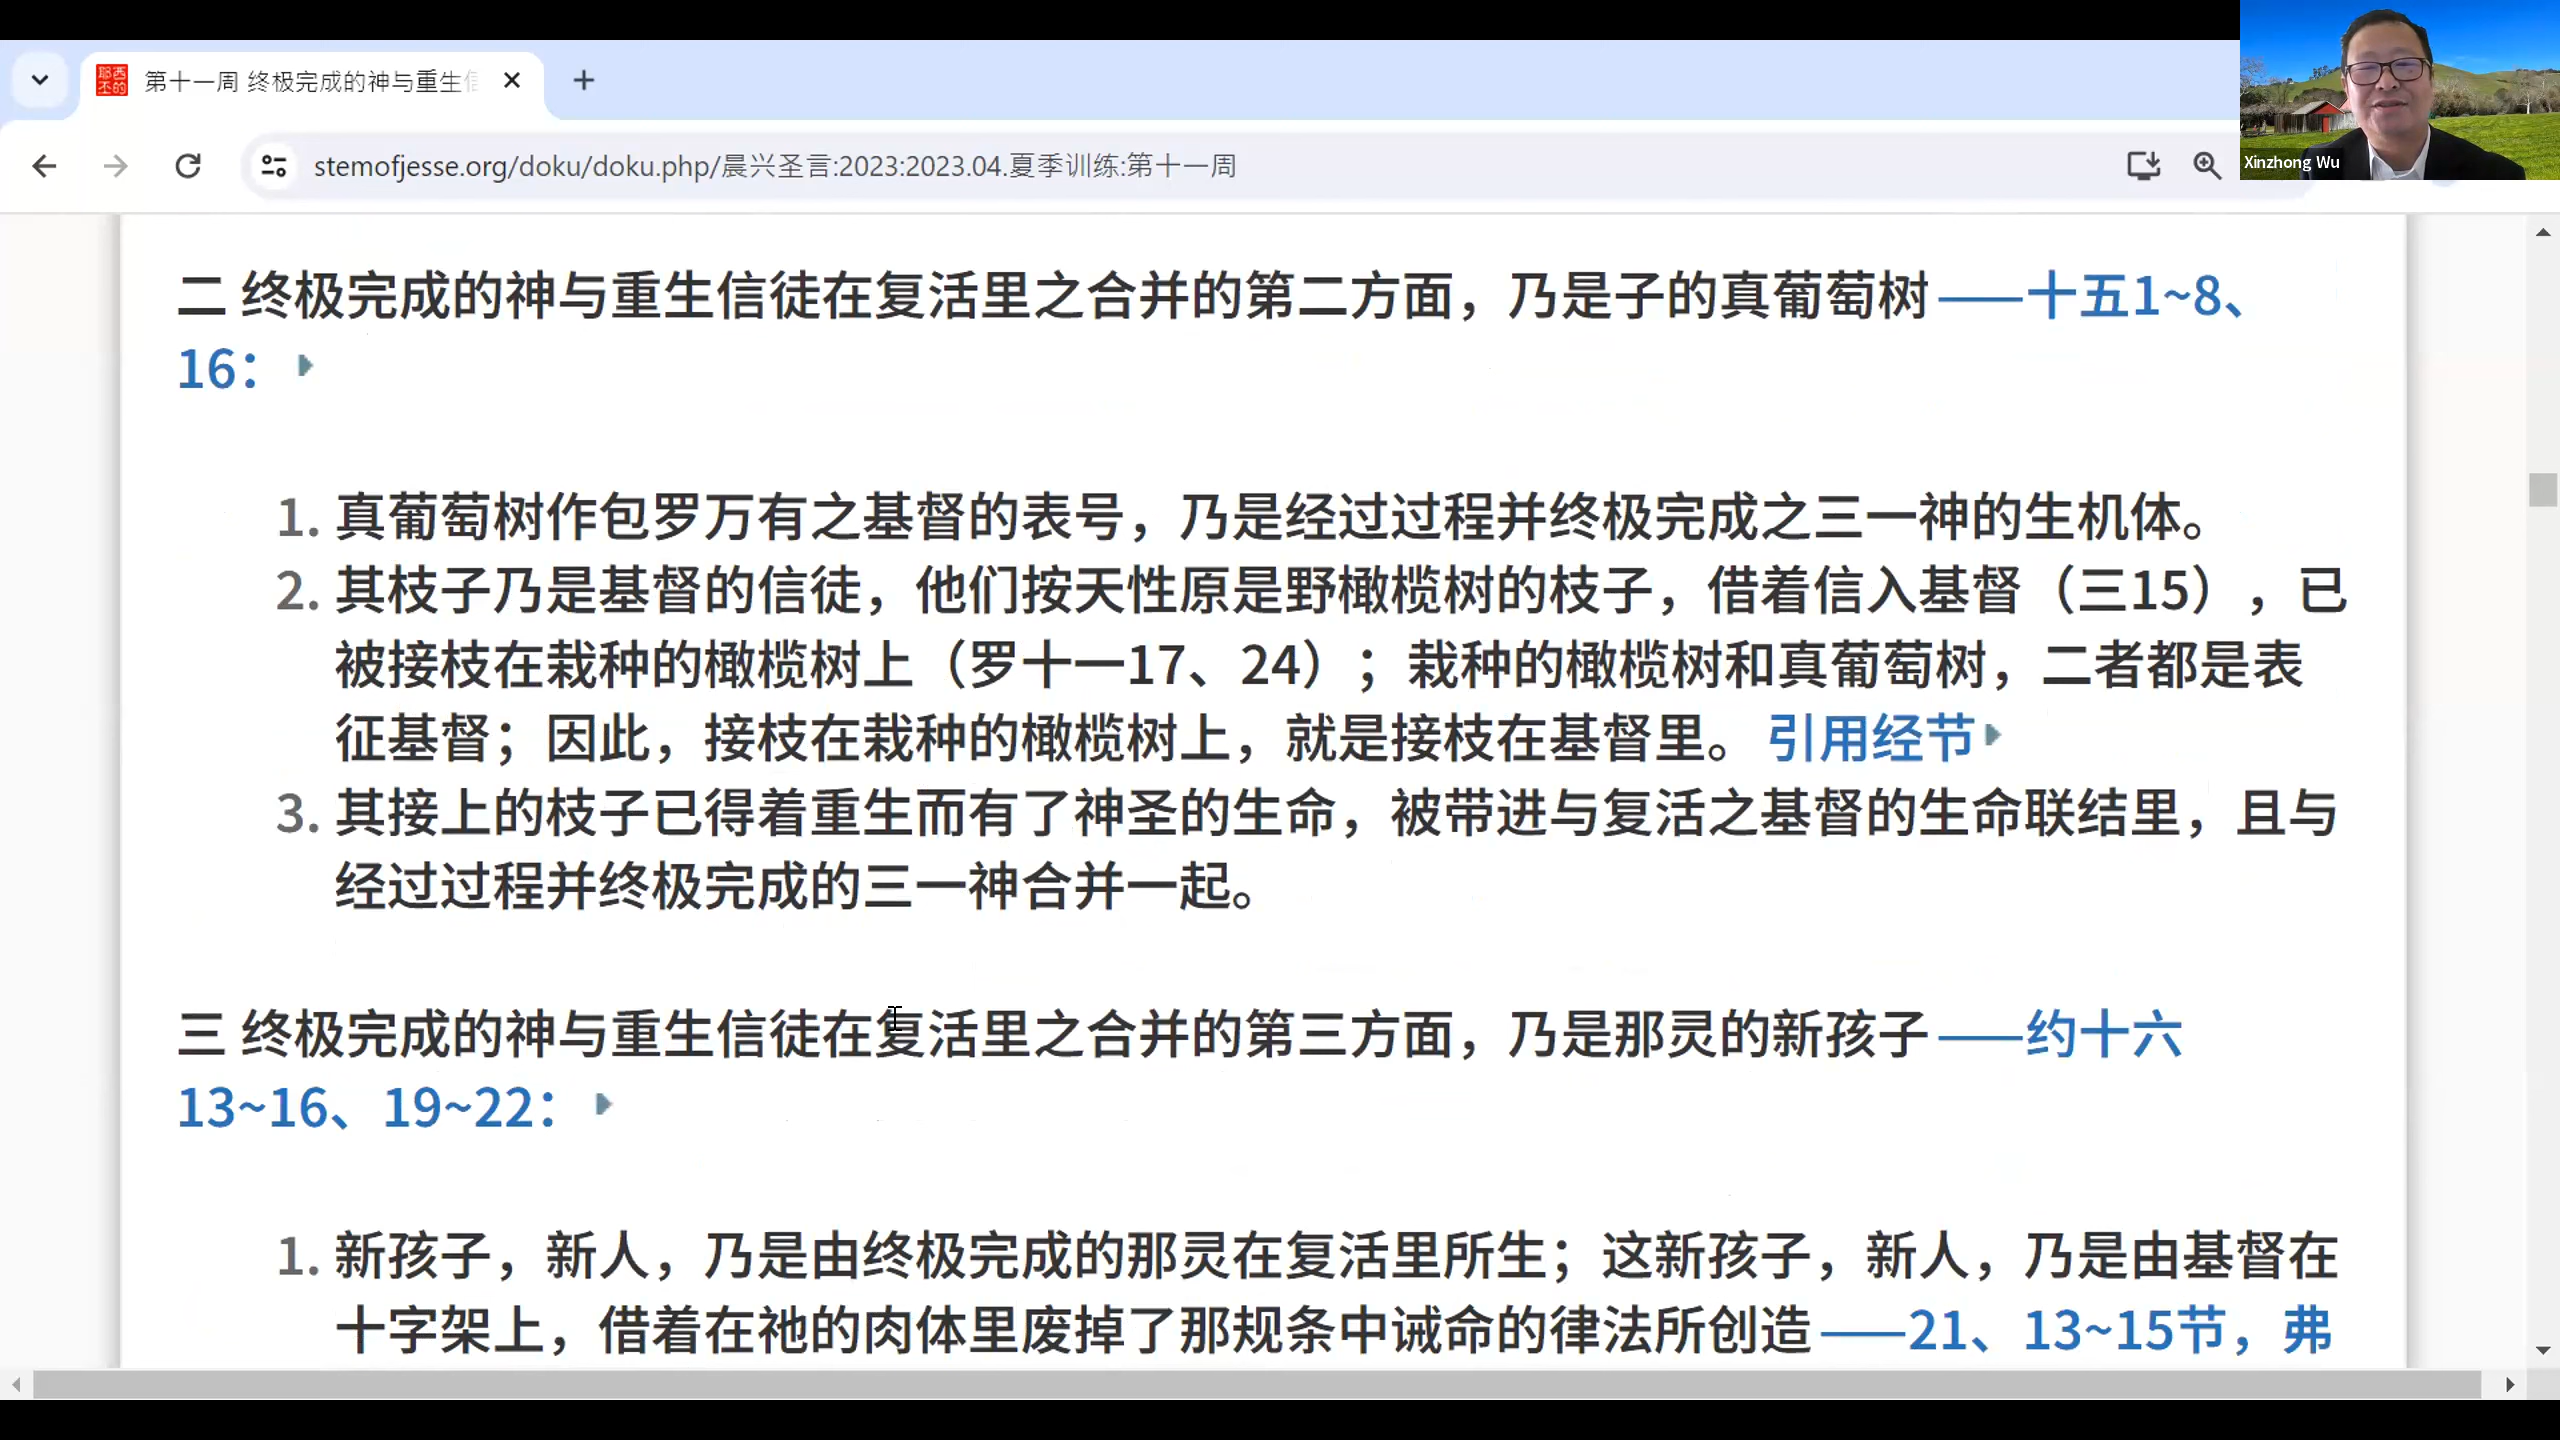 第十一周 终极完成的神与重生信
stemofjesse.org/doku/doku.php/晨兴圣言:2023:2023.04.夏季训练:第十一周
Xinzhong Wu
二 终极完成的神与重生信徒在复活里之合并的第二方面，乃是子的真葡萄树——十五1~8、
16：
1. 真葡萄树作包罗万有之基督的表号，乃是经过过程并终极完成之三一神的生机体。
2. 其枝子乃是基督的信徒，他们按天性原是野橄榄树的枝子，借着信入基督（三15），已
被接枝在栽种的橄榄树上（罗十一17、24）；栽种的橄榄树和真葡萄树，二者都是表
征基督；因此，接枝在栽种的橄榄树上，就是接枝在基督里。 引用经节
3. 其接上的枝子已得着重生而有了神圣的生命，被带进与复活之基督的生命联结里，且与
经过过程并终极完成的三一神合并一起。
三 终极完成的神与重生信徒在复活里之合并的第三方面，乃是那灵的新孩子——约十六
13~16、19~22：
1. 新孩子，新人，乃是由终极完成的那灵在复活里所生；这新孩子，新人，乃是由基督在
十字架上，借着在祂的肉体里废掉了那规条中诫命的律法所创造——21、13~15节，弗